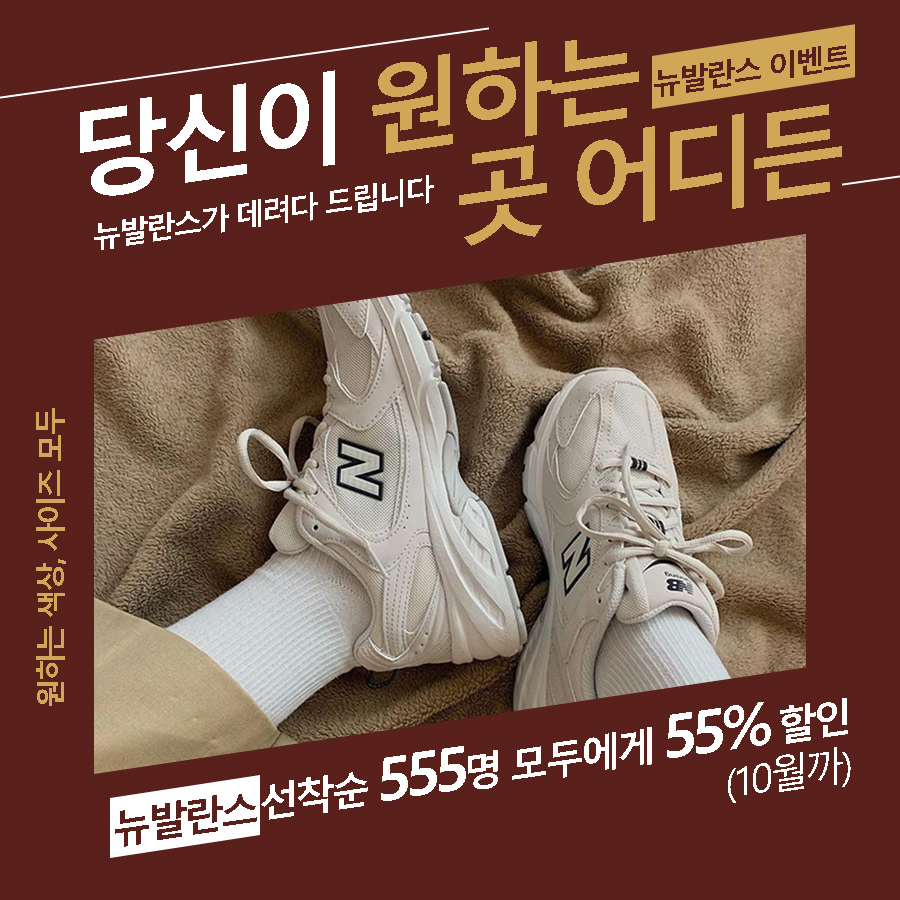 당신이 원하는
뉴발란스 이벤트
곳 어디든
뉴발란스가 데려다 드립니다
원하는 색상, 사이즈 모두
N
N
NB
running
뉴발란스선착순 555명 모두에게 55% 할인
(10월까)